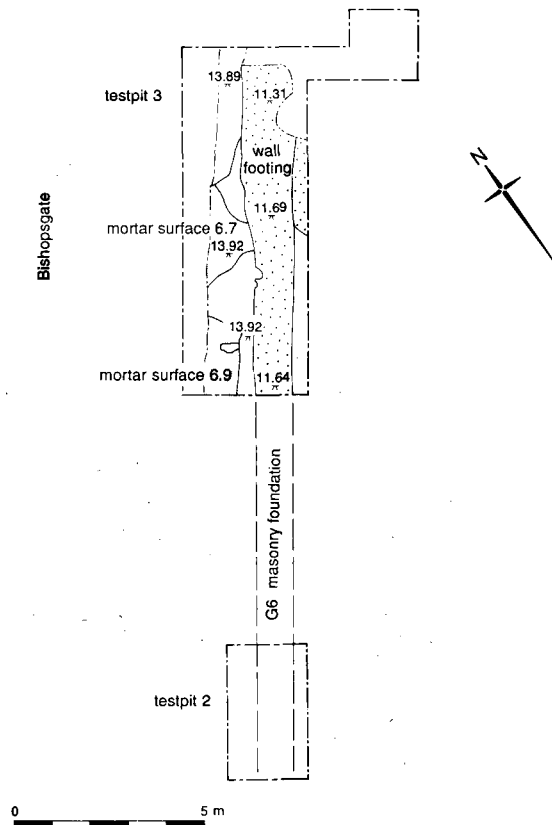 13.89
testpit 3
11.31
wall
footing
N
11.69
mortar surface 6.7
13.92
Bishopsgate
13.92
mortar surface 6.9
11.64
G6 masonry foundation
testpit 2
0
5 m